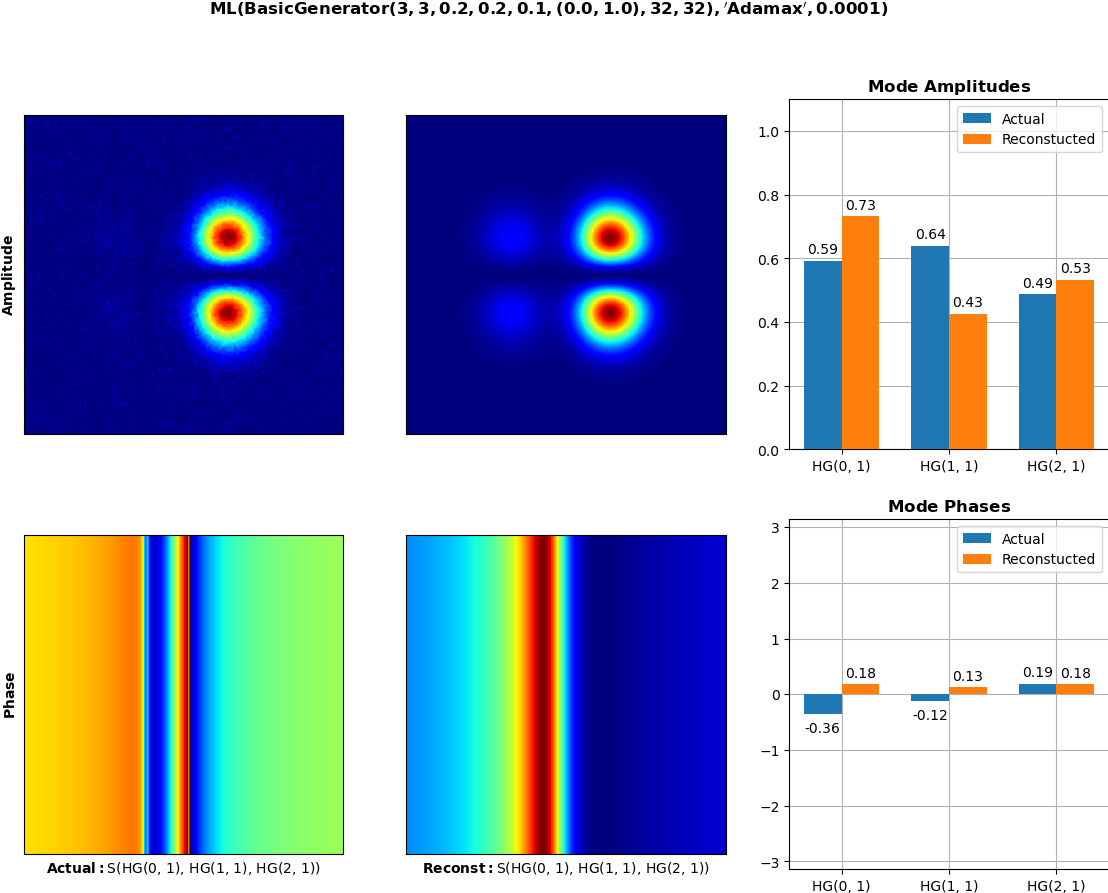 ML(BasicGenerator(3, 3, 0.2, 0.2, 0.1, (0.0, 1.0), 32, 32), ′Adamax′, 0.0001)
Amplitude
Mode Amplitudes
Actual
Reconstucted
1.0
0.8
0.6
0.4
0.2
0.0
0.59
0.73
0.64
0.43
0.49
0.53
HG(0, 1)
HG(1, 1)
HG(2, 1)
Phase
Actual: S(HG(0, 1), HG(1, 1), HG(2, 1))
Reconst: S(HG(0, 1), HG(1, 1), HG(2, 1))
Mode Phases
Actual
Reconstucted
3
2
1
0
−1
−2
−3
-0.36
0.18
-0.12
0.13
0.19
0.18
HG(0, 1)
HG(1, 1)
HG(2, 1)